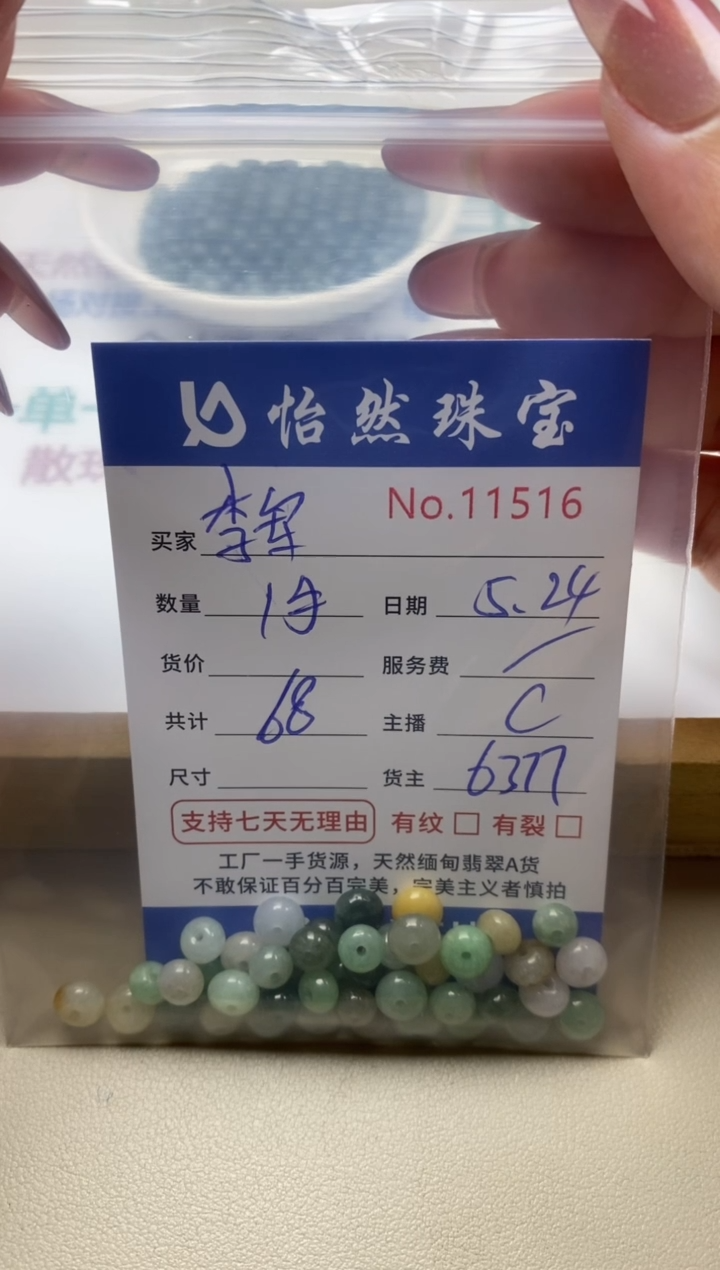 怡然珠宝
No.11516
买家 李军
数量 1手 日期 5.24
货价 服务费 /
共计 68 主播 C
尺寸 货主 6377
支持七天无理由 有纹 □ 有裂 □
工厂一手货源，天然缅甸翡翠A货
不敢保证百分百完美，完美主义者慎拍